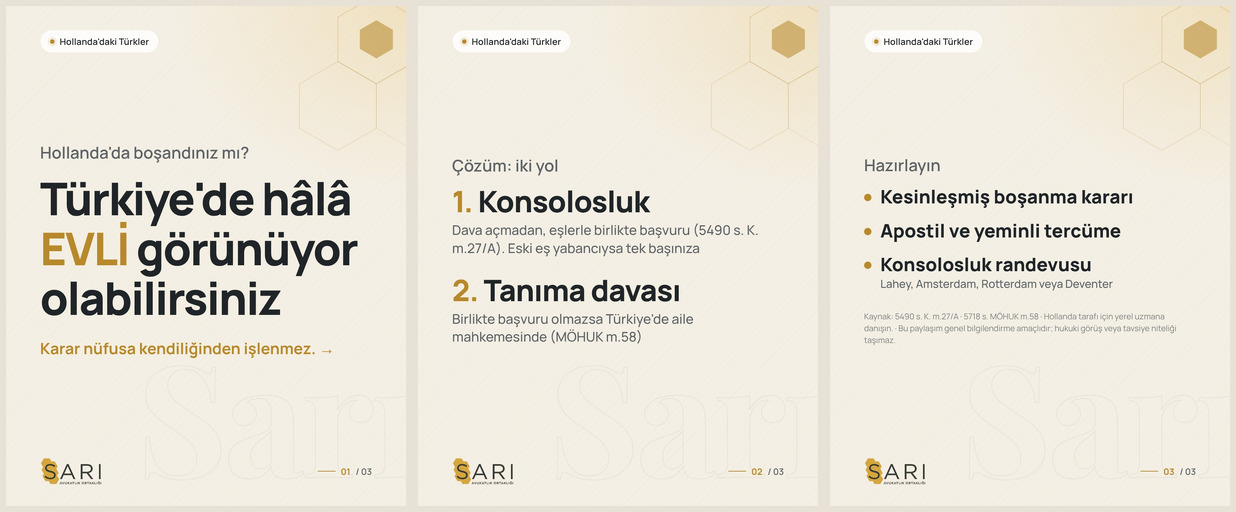 Hollanda'daki Türkler
Hollanda'da boşandınız mı?
Türkiye'de hâlâ
EVLİ görünüyor
olabilirsiniz
Karar nüfusa kendiliğinden işlenmez. →
Sarı
SARI
AVUKATLIK ORTAKLIĞI
01 / 03
Hollanda'daki Türkler
Çözüm: iki yol
1. Konsolosluk
Dava açmadan, eşlerle birlikte başvuru (5490 s. K.
m.27/A). Eski eş yabancıysa tek başınıza
2. Tanıma davası
Birlikte başvuru olmazsa Türkiye'de aile
mahkemesinde (MÖHUK m.58)
Sarı
SARI
AVUKATLIK ORTAKLIĞI
02 / 03
Hollanda'daki Türkler
Hazırlayın
Kesinleşmiş boşanma kararı
Apostil ve yeminli tercüme
Konsolosluk randevusu
Lahey, Amsterdam, Rotterdam veya Deventer
Kaynak: 5490 s. K. m.27/A · 5718 s. MÖHUK m.58 · Hollanda tarafı için yerel uzmana
danışın. · Bu paylaşım genel bilgilendirme amaçlıdır; hukuki görüş veya tavsiye niteliği
taşımaz.
Sarı
SARI
AVUKATLIK ORTAKLIĞI
03 / 03